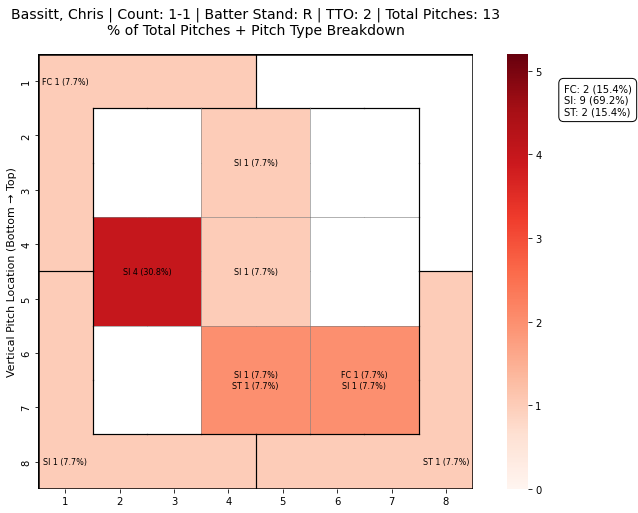 Bassitt, Chris | Count: 1-1 | Batter Stand: R | TTO: 2 | Total Pitches: 13
% of Total Pitches + Pitch Type Breakdown
Vertical Pitch Location (Bottom → Top)
1
2
3
4
5
6
7
8
FC 1 (7.7%)
SI 1 (7.7%)
SI 4 (30.8%)
SI 1 (7.7%)
SI 1 (7.7%)
ST 1 (7.7%)
FC 1 (7.7%)
SI 1 (7.7%)
SI 1 (7.7%)
ST 1 (7.7%)
1
2
3
4
5
6
7
8
5
4
3
2
1
0
FC: 2 (15.4%)
SI: 9 (69.2%)
ST: 2 (15.4%)